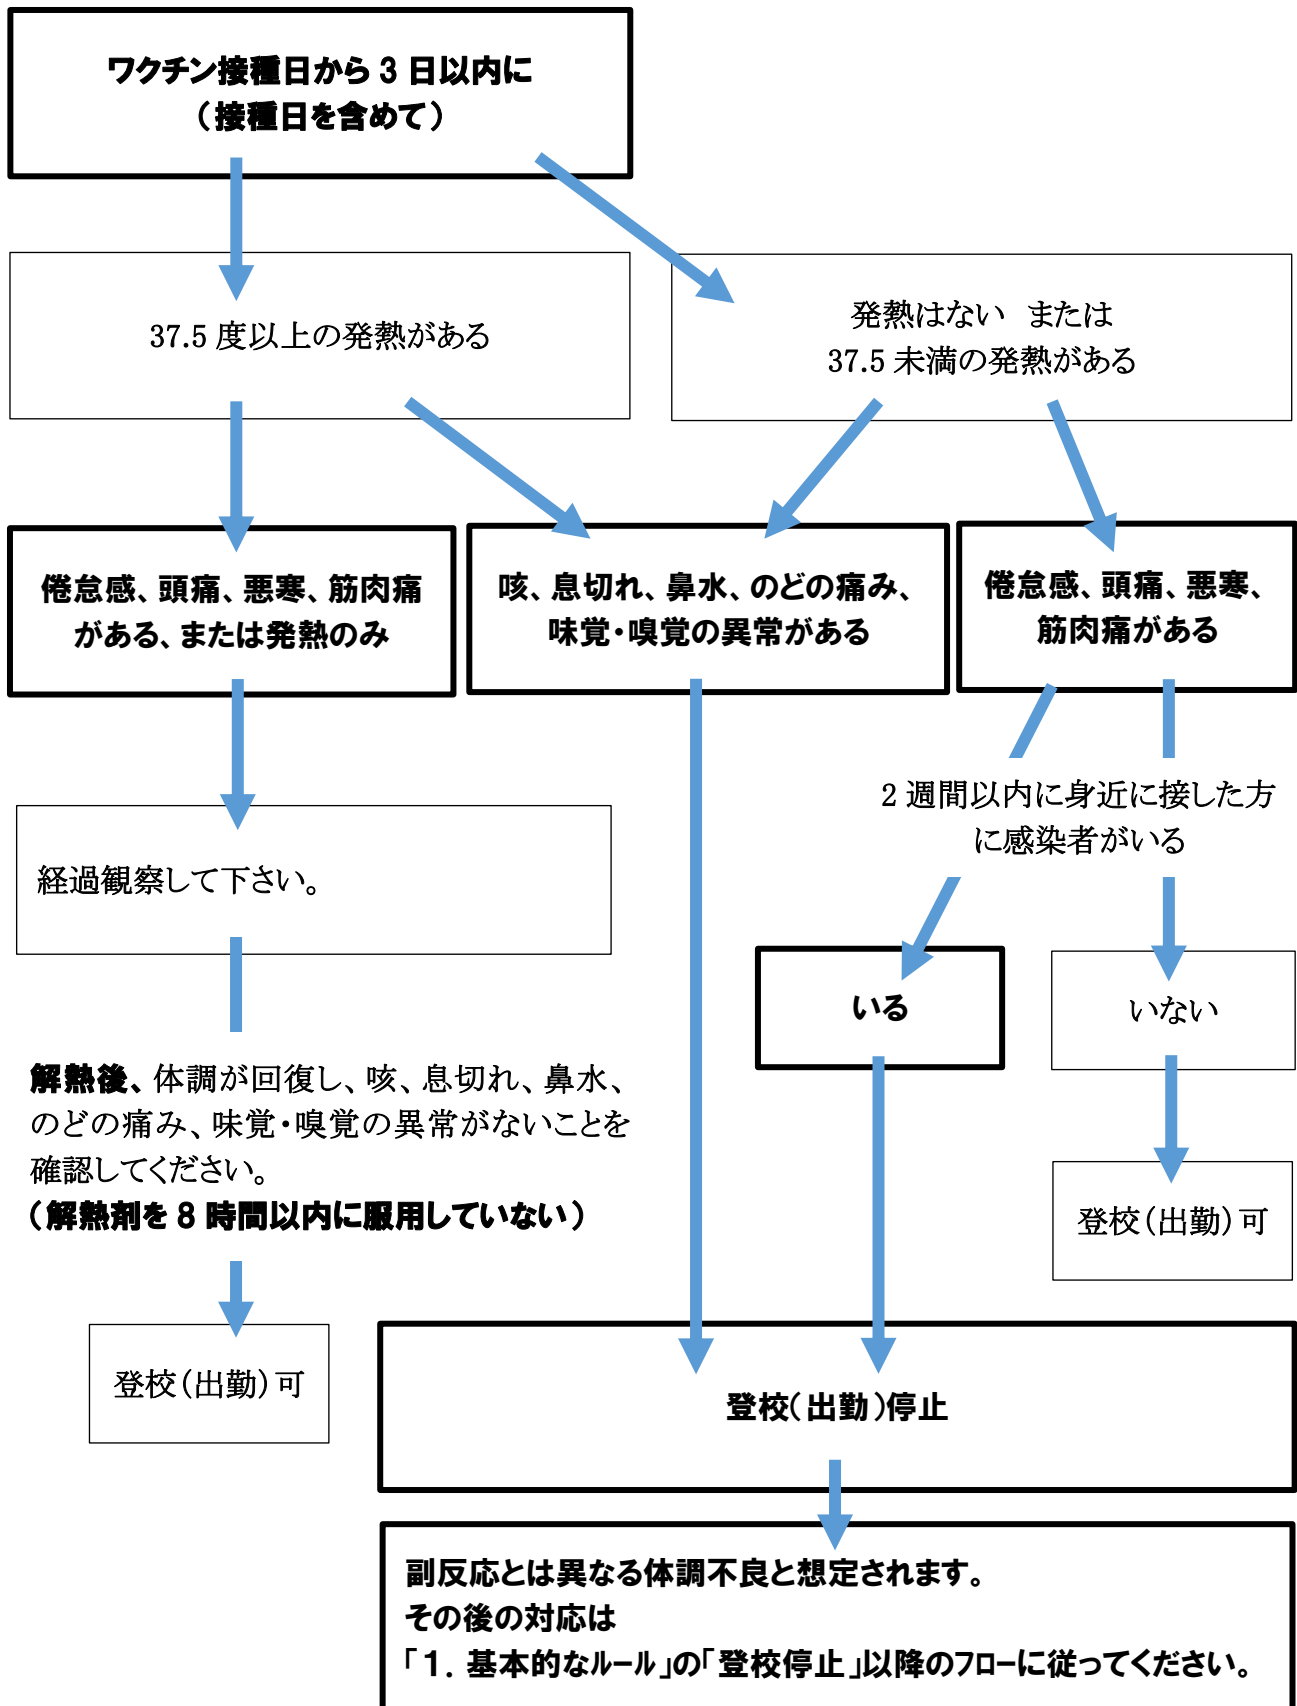 ワクチン接種日から 3 日以内に
（接種日を含めて）
37.5 度以上の発熱がある
発熱はない　または
37.5 未満の発熱がある
倦怠感、頭痛、悪寒、筋肉痛
がある、または発熱のみ
咳、息切れ、鼻水、のどの痛み、
味覚・嗅覚の異常がある
倦怠感、頭痛、悪寒、
筋肉痛がある
2 週間以内に身近に接した方
に感染者がいる
経過観察して下さい。
いる
いない
解熱後、体調が回復し、咳、息切れ、鼻水、
のどの痛み、味覚・嗅覚の異常がないことを
確認してください。
（解熱剤を 8 時間以内に服用していない）
登校（出勤）可
登校（出勤）可
登校（出勤）停止
副反応とは異なる体調不良と想定されます。
その後の対応は
「１．基本的なルール」の「登校停止」以降のフローに従ってください。